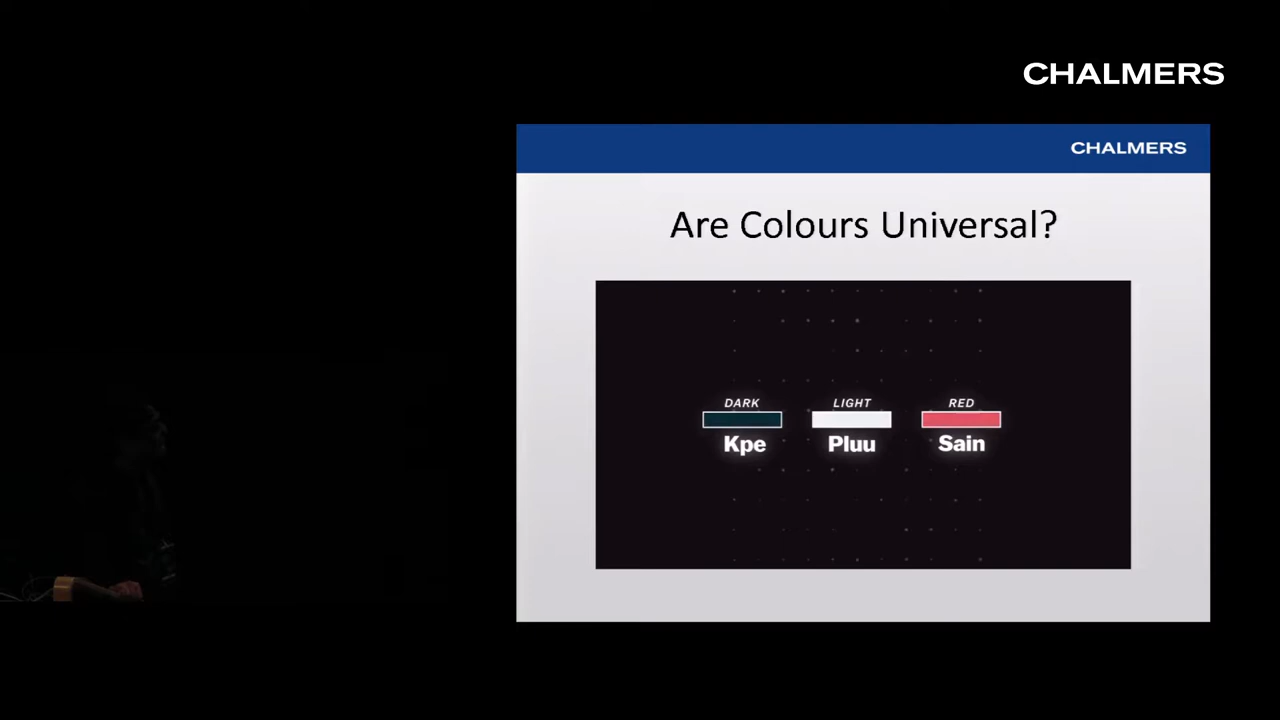 CHALMERS
CHALMERS
Are Colours Universal?
DARK LIGHT RED
Kpe Pluu Sain